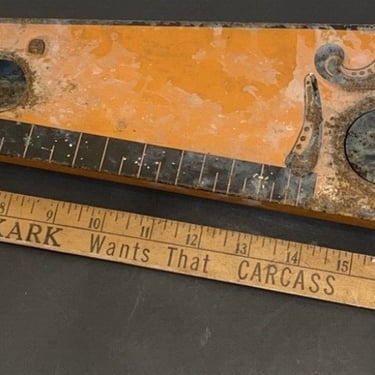 8 9 10 11 12 13 14 15
KARK Wants That CARCASS